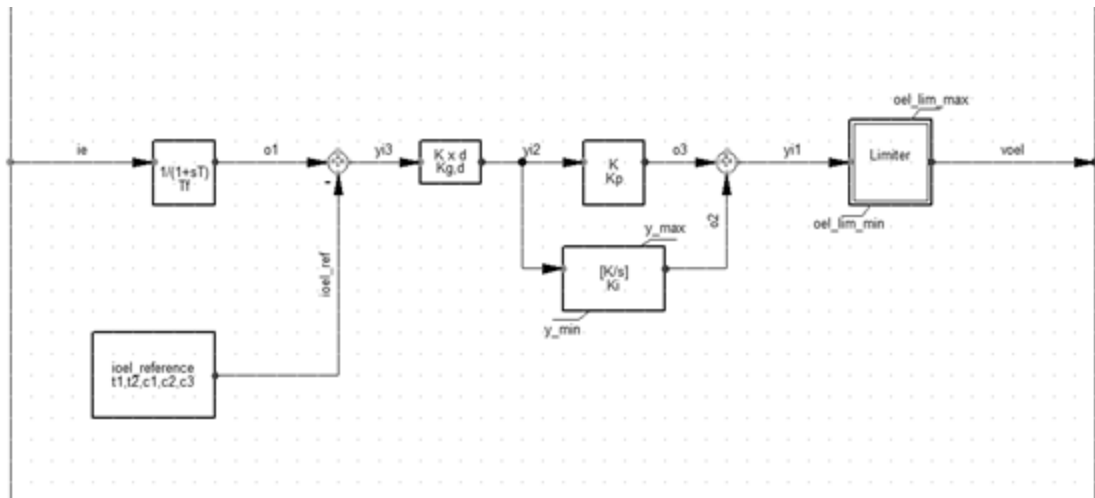 oel_lim_max
ie
1/(1+sT)
Tf
o1
-
yi3
K x d
Kg,d
yi2
K
Kp
o3
yi1
Limiter
voel
oel_lim_min
ioel_ref
y_max
o2
[K/s]
Ki
y_min
ioel_reference
t1,t2,c1,c2,c3